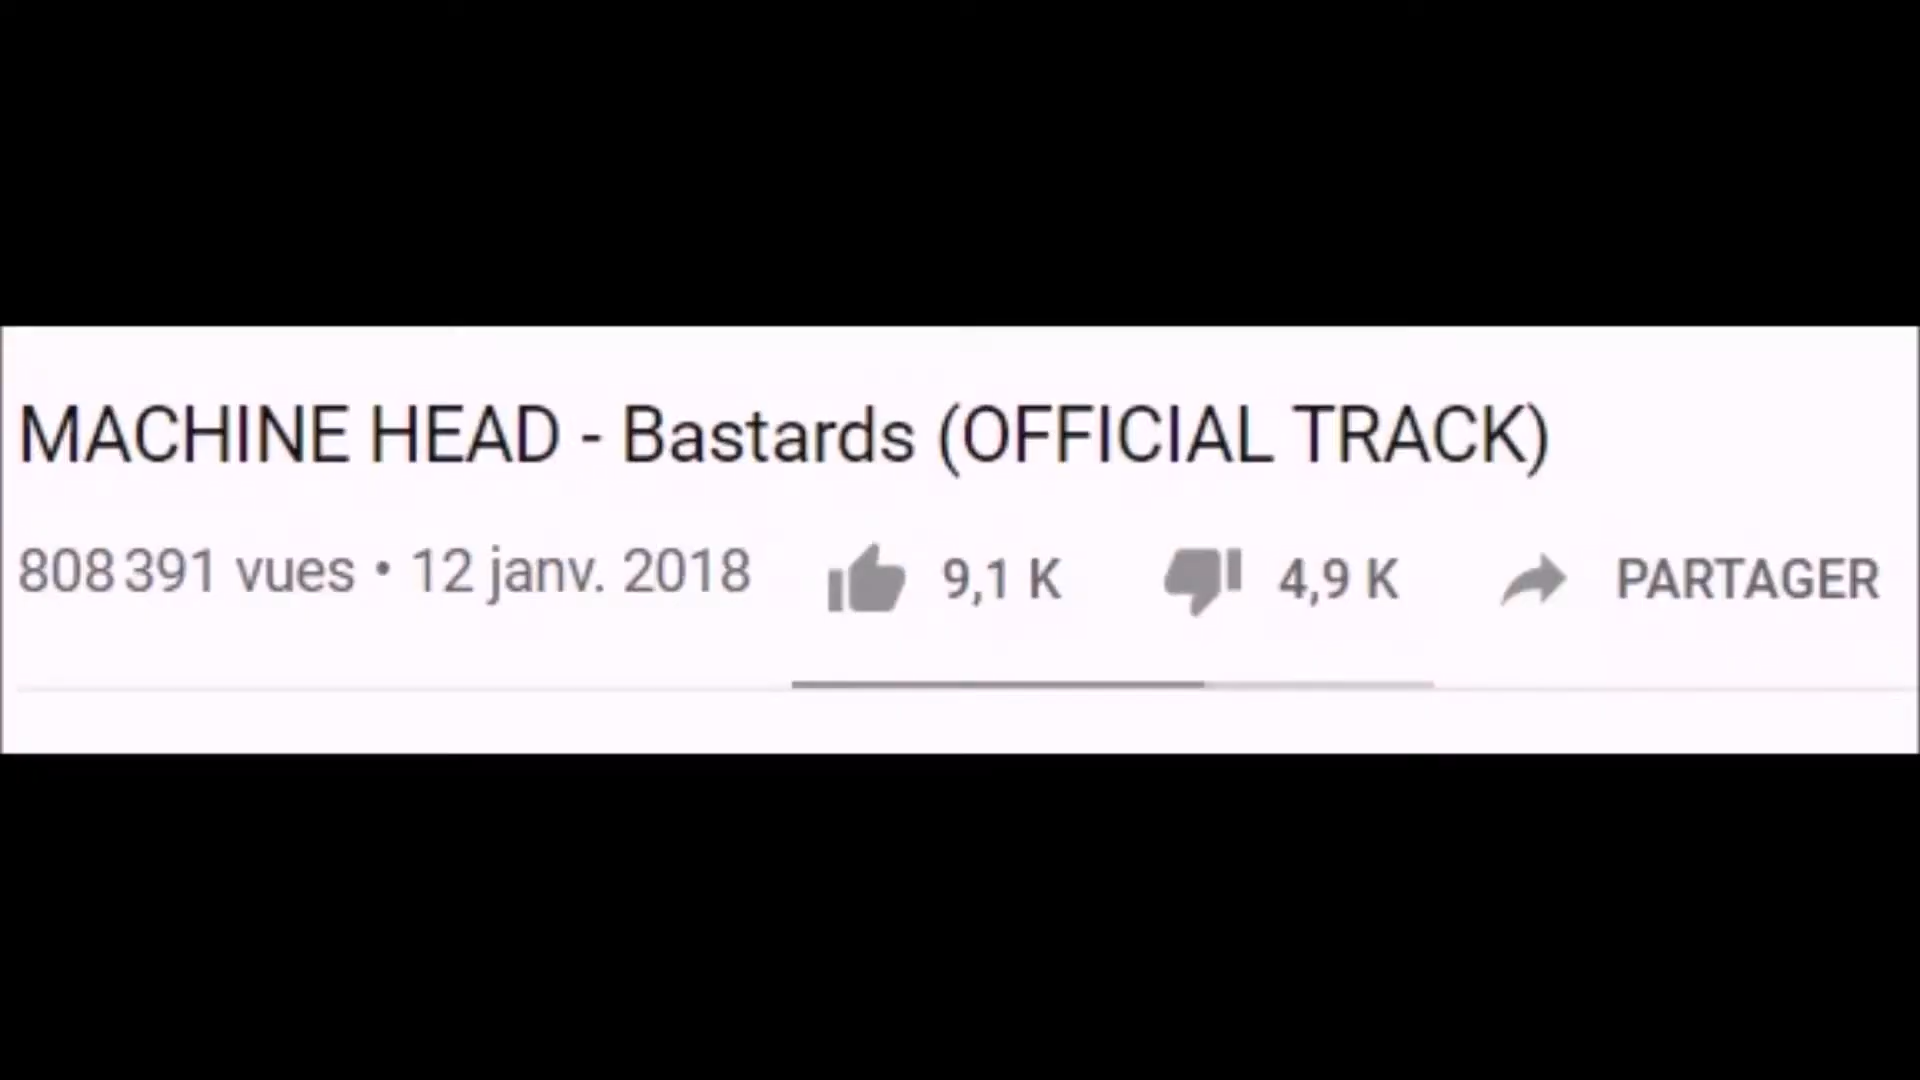 MACHINE HEAD - Bastards (OFFICIAL TRACK)
808 391 vues • 12 janv. 2018 9,1 K 4,9 K PARTAGER